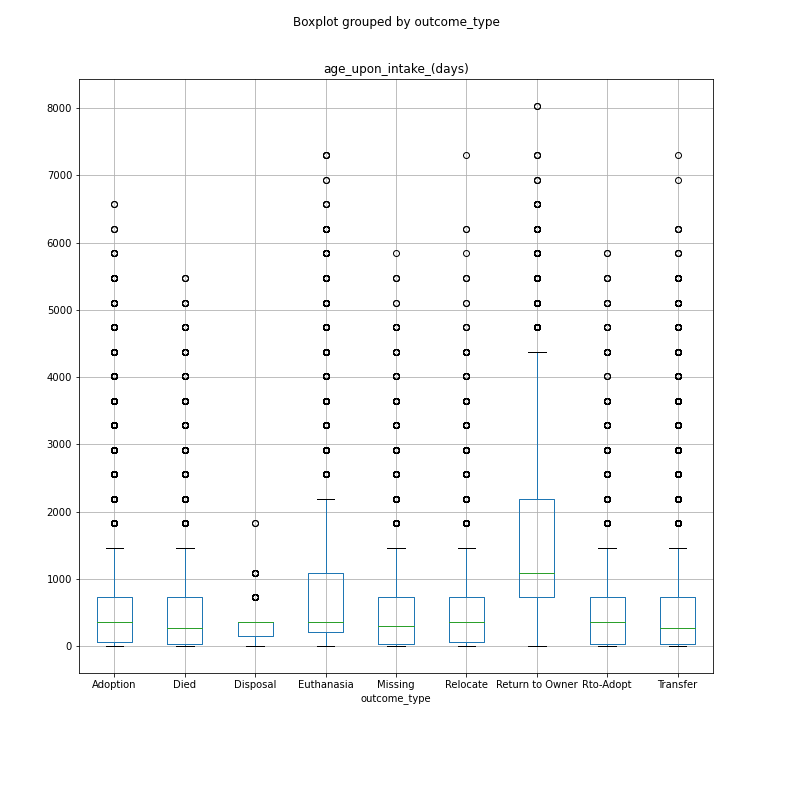 Boxplot grouped by outcome_type
age_upon_intake_(days)
8000
7000
6000
5000
4000
3000
2000
1000
0
Adoption Died Disposal Euthanasia Missing Relocate Return to Owner Rto-Adopt Transfer
outcome_type